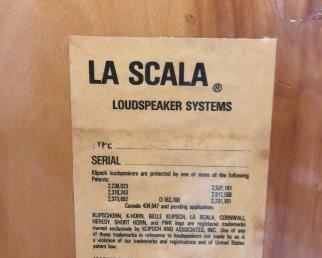 LA SCALA ®
LOUDSPEAKER SYSTEMS
SERIAL
Klipsch loudspeakers are protected by one or more of the following
Patents:
2,238,023 2,537,141
2,310,243
2,373,692 D 163,700 2,731,101
Canada 434,947 and pending application.
KLIPSCHORN, K-HORN, BELLE KLIPSCH, LA SCALA, CORNWALL,
HERESY, SHORT HORN, and PWK logo are registered trademarks
owned exclusively by KLIPSCH AND ASSOCIATES, INC. Use of any
of these trademarks in reference to loudspeakers not made by us is
a violation of our trademark registrations and of United States
patent law.